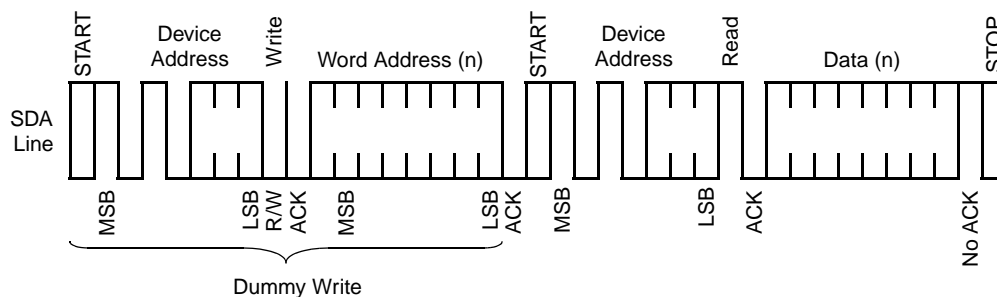 START
Device
Address
Write
Word Address (n)
START
Device
Address
Read
Data (n)
STOP
SDA
Line
MSB
LSB
R/W
ACK
MSB
LSB
ACK
MSB
LSB
ACK
No ACK
Dummy Write